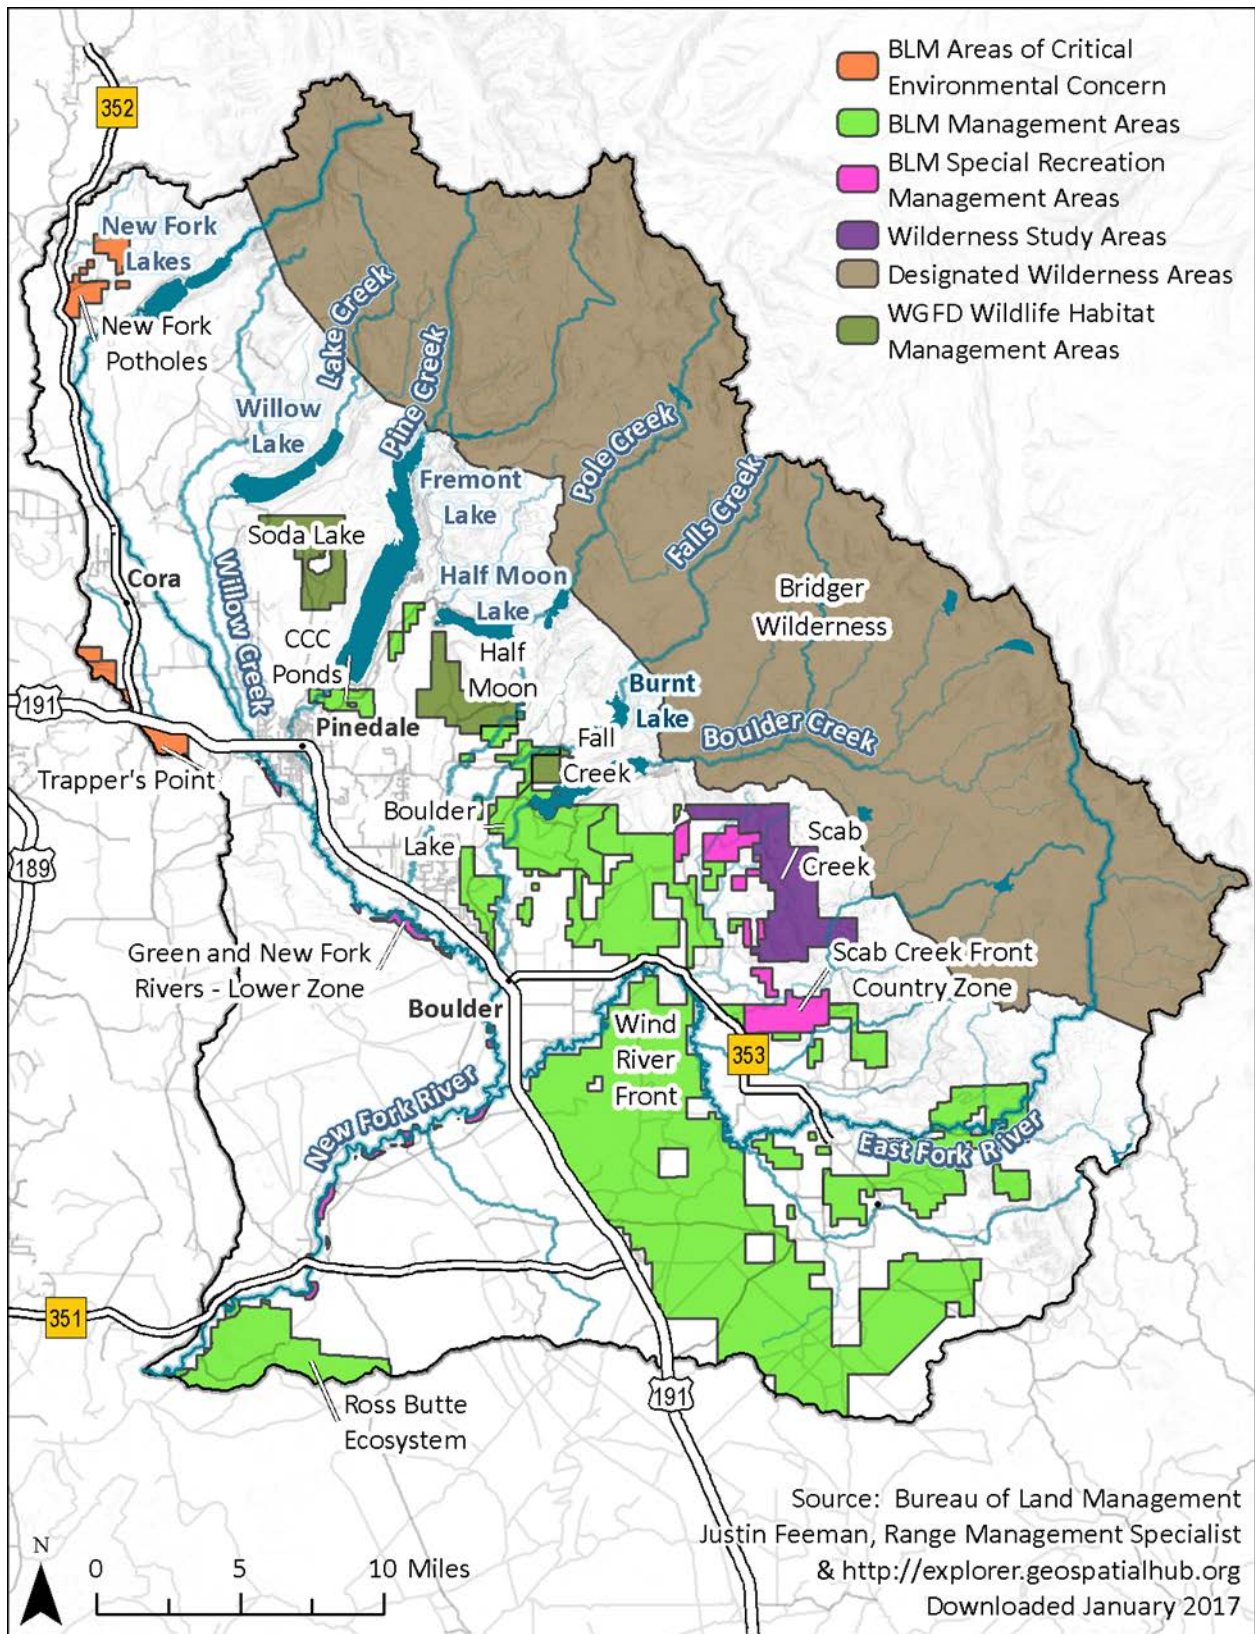 BLM Areas of Critical
Environmental Concern
BLM Management Areas
BLM Special Recreation
Management Areas
Wilderness Study Areas
Designated Wilderness Areas
WGFD Wildlife Habitat
Management Areas
352
New Fork
Lakes
New Fork
Potholes
Lake Creek
Pine Creek
Willow
Lake
Fremont
Lake
Pole Creek
Falls Creek
Soda Lake
Cora
Willow Creek
Half Moon
Lake
Bridger
Wilderness
CCC
Ponds
Half
Moon
191
Pinedale
Burnt
Lake
Boulder Creek
Fall
Creek
Trapper's Point
Boulder
Lake
Scab
Creek
189
Green and New Fork
Rivers - Lower Zone
Scab Creek Front
Country Zone
Boulder
Wind
River
Front
353
New Fork River
East Fork River
351
191
Ross Butte
Ecosystem
Source: Bureau of Land Management
Justin Feeman, Range Management Specialist
& http://explorer.geospatialhub.org
Downloaded January 2017
N
0 5 10 Miles